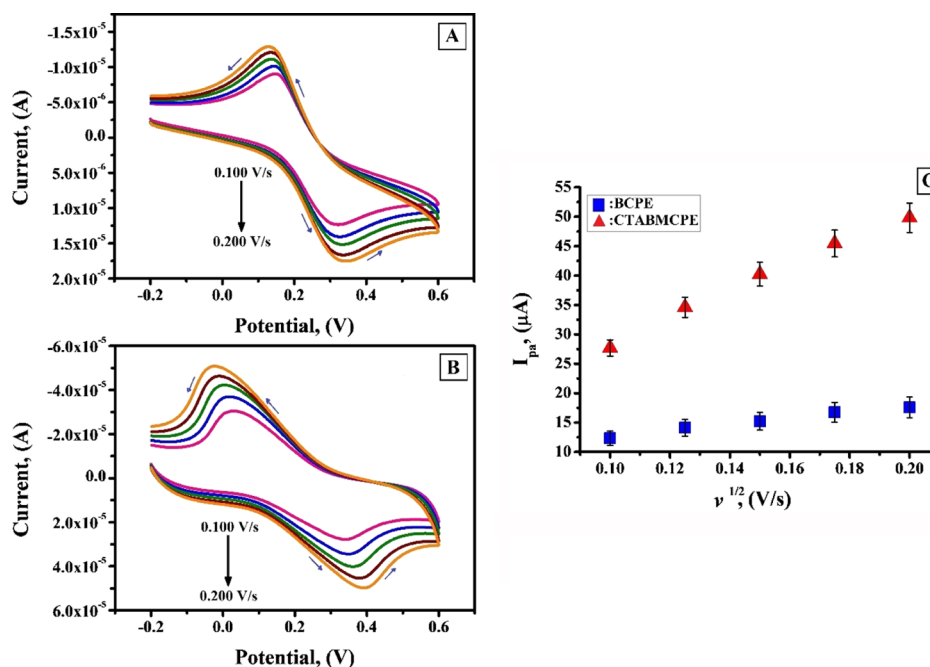 A
-1.5x10⁻⁵
-1.0x10⁻⁵
-5.0x10⁻⁶
0.0
5.0x10⁻⁶
1.0x10⁻⁵
1.5x10⁻⁵
2.0x10⁻⁵
Current, (A)
0.100 V/s
0.200 V/s
-0.2 0.0 0.2 0.4 0.6
Potential, (V)
B
-6.0x10⁻⁵
-4.0x10⁻⁵
-2.0x10⁻⁵
0.0
2.0x10⁻⁵
4.0x10⁻⁵
6.0x10⁻⁵
Current, (A)
0.100 V/s
0.200 V/s
-0.2 0.0 0.2 0.4 0.6
Potential, (V)
:BCPE
:CTABMCPE
55
50
45
40
35
30
25
20
15
10
I_pa, (μA)
0.10 0.12 0.14 0.16 0.18 0.20
ν^1/2, (V/s)